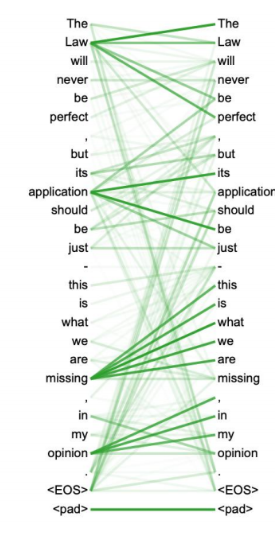 The The
Law Law
will will
never never
be be
perfect perfect
, ,
but but
its its
application application
should should
be be
just just
- -
this this
is is
what what
we we
are are
missing missing
, ,
in in
my my
opinion opinion
. .
<EOS> <EOS>
<pad> <pad>